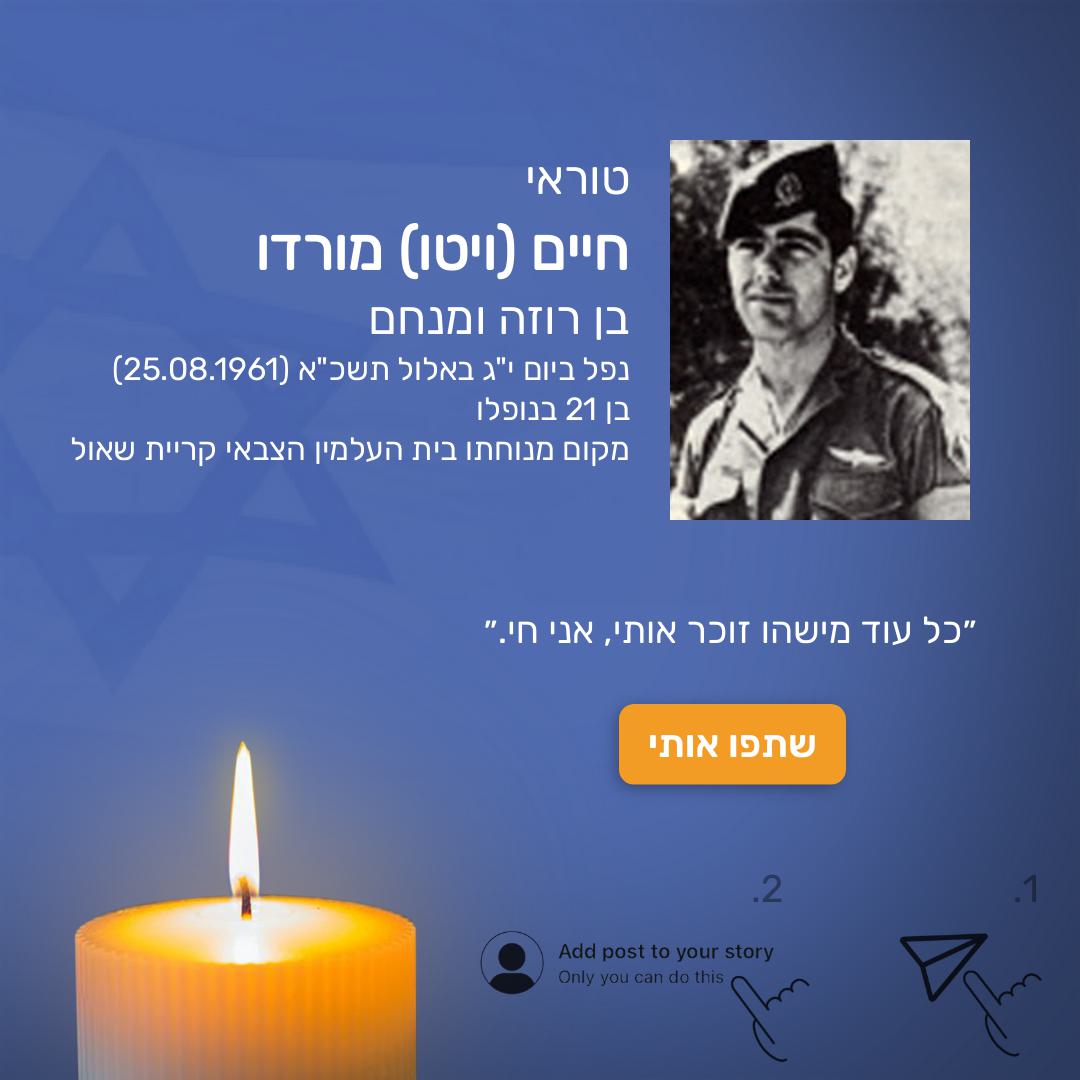 טוראי
חיים (ויטו) מורדו
בן רוזה ומנחם
נפל ביום י"ג באלול תשכ"א (25.08.1961)
בן 21 בנופלו
מקום מנוחתו בית העלמין הצבאי קריית שאול
״כל עוד מישהו זוכר אותי, אני חי.״
שתפו אותי
.1
.2
Add post to your story
Only you can do this